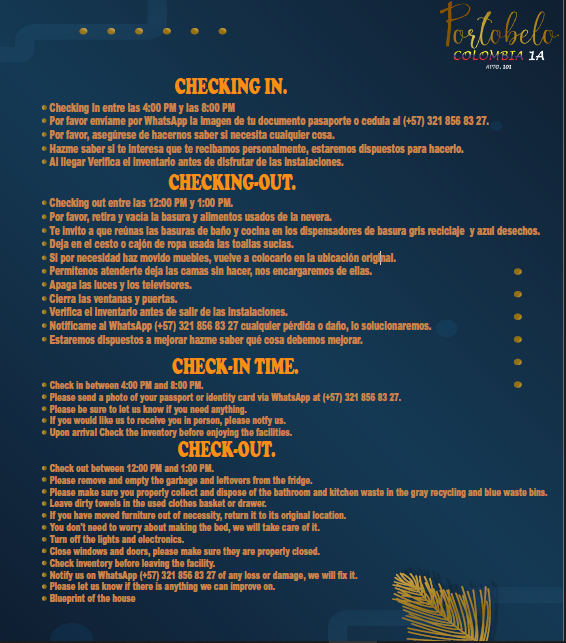 Portobelo
COLOMBIA 1A
APTO. 101
CHECKING IN.
Checking in entre las 4:00 PM y las 8:00 PM
Por favor envíame por WhatsApp la imagen de tu documento pasaporte o cedula al (+57) 321 856 83 27.
Por favor, asegúrese de hacernos saber si necesita cualquier cosa.
Hazme saber si te interesa que te recibamos personalmente, estaremos dispuestos para hacerlo.
Al llegar Verifica el inventario antes de disfrutar de las instalaciones.
CHECKING-OUT.
Checking out entre las 12:00 PM y 1:00 PM.
Por favor, retira y vacía la basura y alimentos usados de la nevera.
Te invito a que reúnas las basuras de baño y cocina en los dispensadores de basura gris reciclaje y azul desechos.
Deja en el cesto o cajón de ropa usada las toallas sucias.
Si por necesidad haz movido muebles, vuelve a colocarlo en la ubicación original.
Permítenos atenderte deja las camas sin hacer, nos encargaremos de ellas.
Apaga las luces y los televisores.
Cierra las ventanas y puertas.
Verifica el inventario antes de salir de las instalaciones.
Notifícame al WhatsApp (+57) 321 856 83 27 cualquier pérdida o daño, lo solucionaremos.
Estaremos dispuestos a mejorar hazme saber qué cosa debemos mejorar.
CHECK-IN TIME.
Check in between 4:00 PM and 8:00 PM.
Please send a photo of your passport or identity card via WhatsApp at (+57) 321 856 83 27.
Please be sure to let us know if you need anything.
If you would like us to receive you in person, please notfy us.
Upon arrival Check the inventory before enjoying the facilities.
CHECK-OUT.
Check out between 12:00 PM and 1:00 PM.
Please remove and empty the garbage and leftovers from the fridge.
Please make sure you properly collect and dispose of the bathroom and kitchen waste in the gray recycling and blue waste bins.
Leave dirty towels in the used clothes basket or drawer.
If you have moved furniture out of necessity, return it to its original location.
You don't need to worry about making the bed, we will take care of it.
Turn off the lights and electronics.
Close windows and doors, please make sure they are properly closed.
Check inventory before leaving the facility.
Notify us on WhatsApp (+57) 321 856 83 27 of any loss or damage, we will fix it.
Please let us know if there is anything we can improve on.
Blueprint of the house